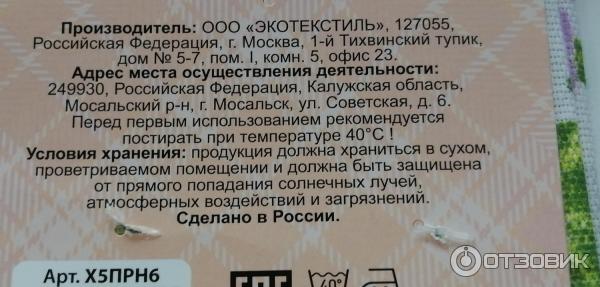 Производитель: ООО «ЭКОТЕКСТИЛЬ», 127055,
Российская Федерация, г. Москва, 1-й Тихвинский тупик,
дом № 5-7, пом. I, комн. 5, офис 23.
Адрес места осуществления деятельности:
249930, Российская Федерация, Калужская область,
Мосальский р-н, г. Мосальск, ул. Советская, д. 6.
Перед первым использованием рекомендуется
постирать при температуре 40°С !
Условия хранения: продукция должна храниться в сухом,
проветриваемом помещении и должна быть защищена
от прямого попадания солнечных лучей,
атмосферных воздействий и загрязнений.
Сделано в России.
Арт. Х5ПРН6
40°
ОТЗОВИК